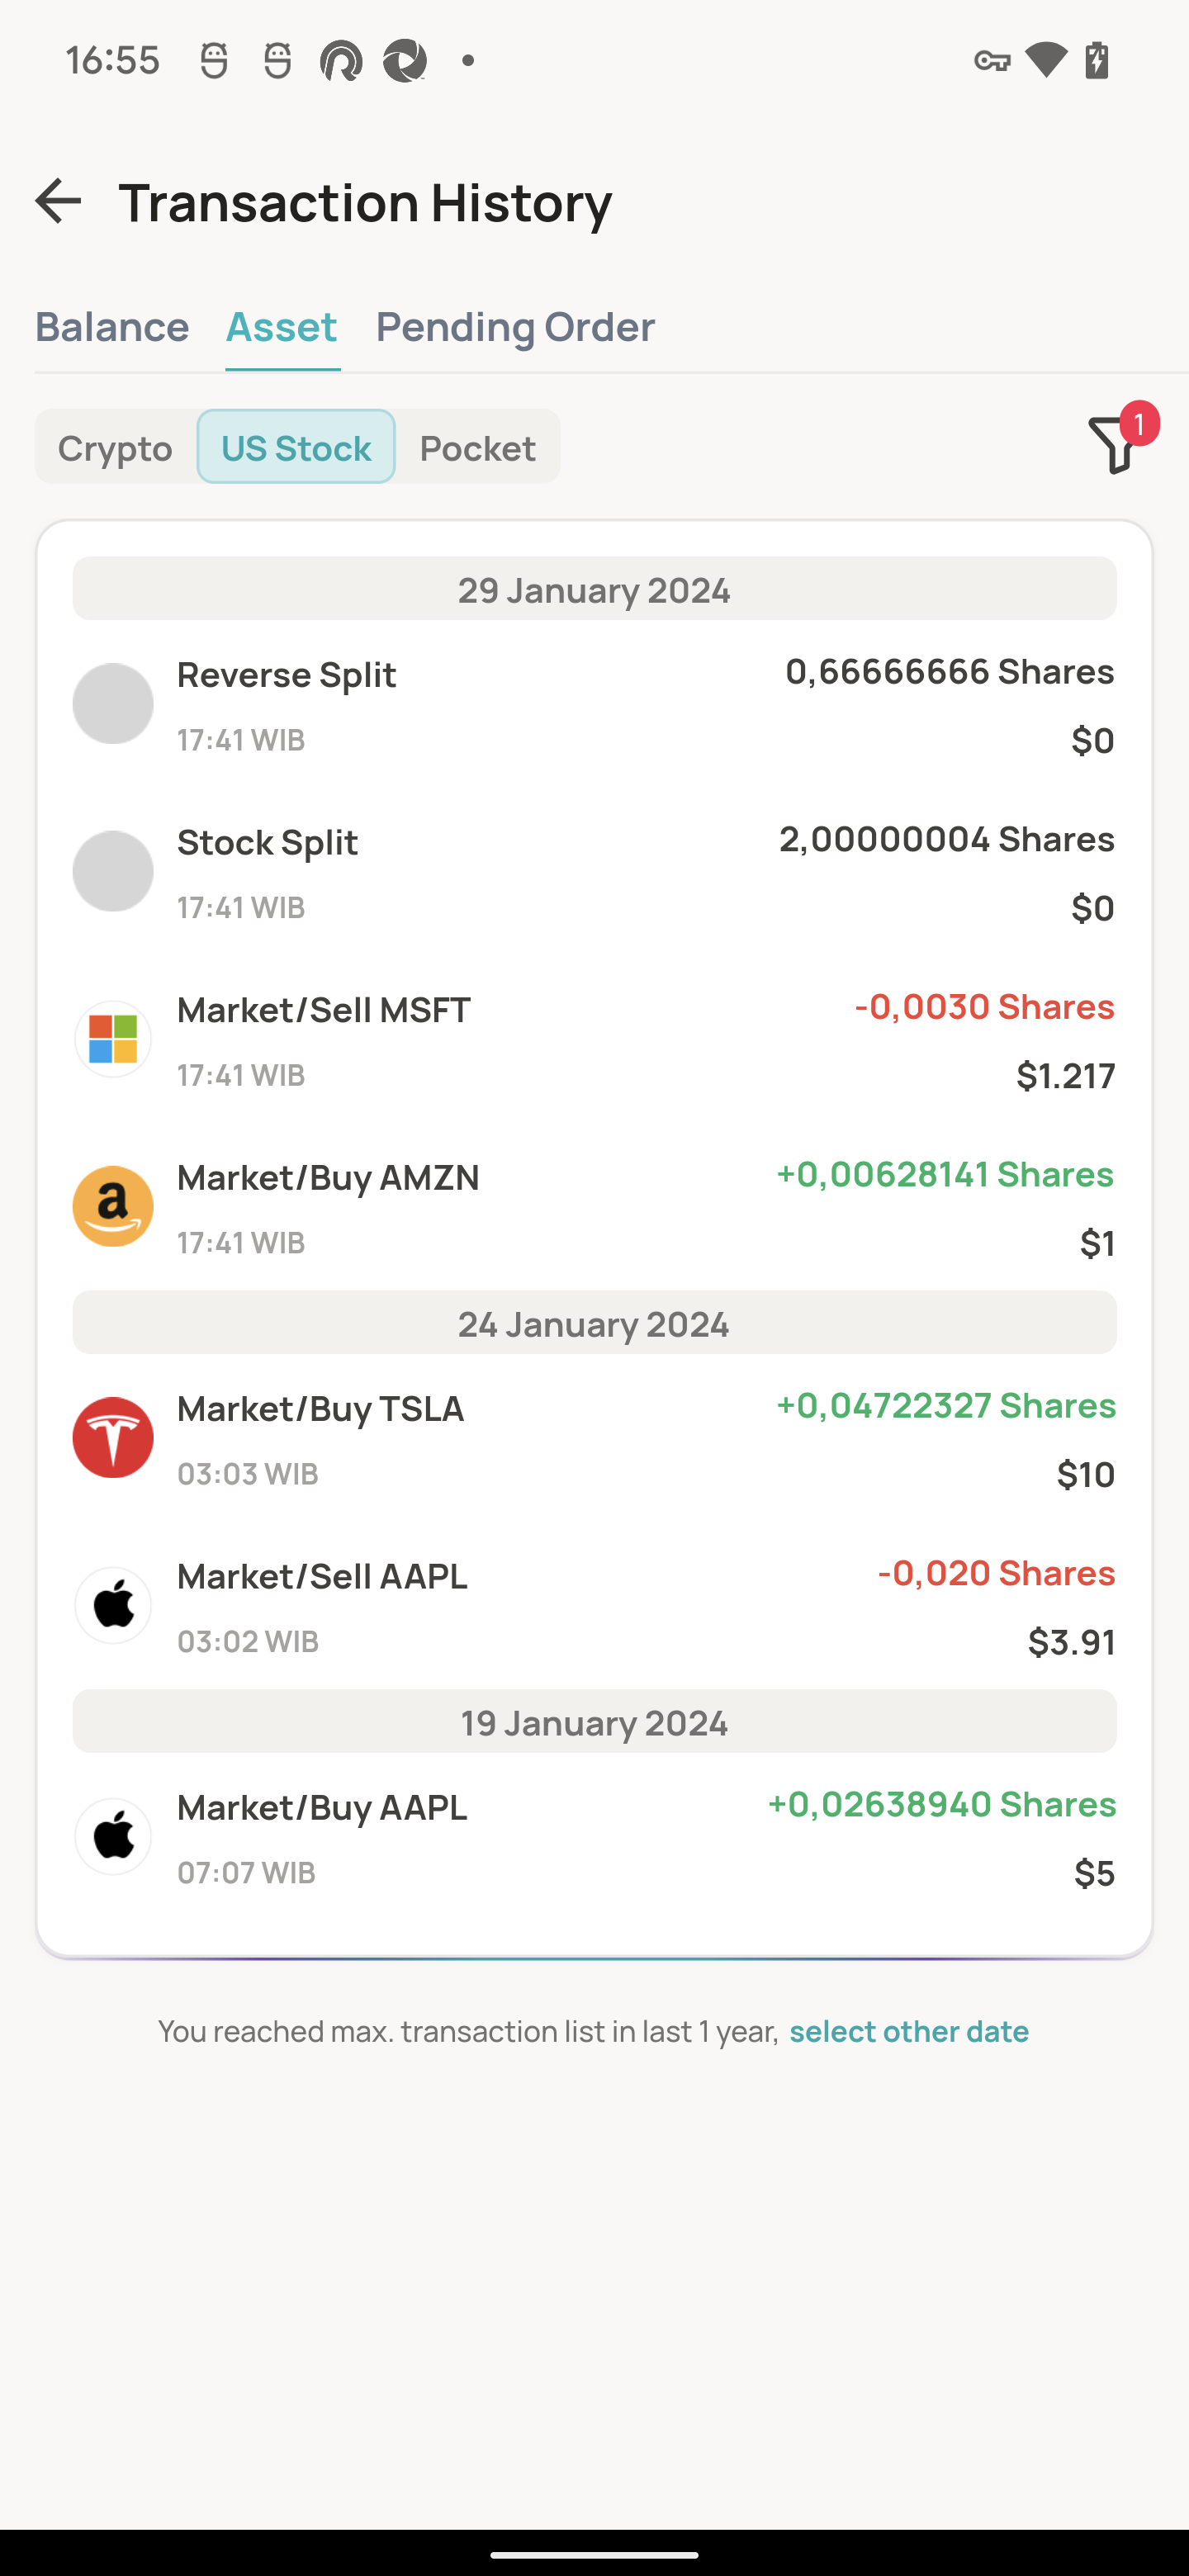 16:55
Transaction History
Balance Asset Pending Order
Crypto US Stock Pocket 1
29 January 2024
Reverse Split 0,66666666 Shares
17:41 WIB $0
Stock Split 2,00000004 Shares
17:41 WIB $0
Market/Sell MSFT -0,0030 Shares
17:41 WIB $1.217
Market/Buy AMZN +0,00628141 Shares
17:41 WIB $1
24 January 2024
Market/Buy TSLA +0,04722327 Shares
03:03 WIB $10
Market/Sell AAPL -0,020 Shares
03:02 WIB $3.91
19 January 2024
Market/Buy AAPL +0,02638940 Shares
07:07 WIB $5
You reached max. transaction list in last 1 year, select other date